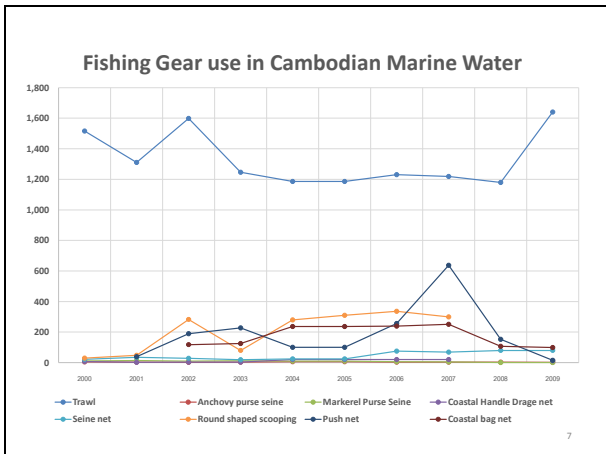 Fishing Gear use in Cambodian Marine Water
1,800
1,600
1,400
1,200
1,000
800
600
400
200
0
2000 2001 2002 2003 2004 2005 2006 2007 2008 2009
Trawl Anchovy purse seine Markerel Purse Seine Coastal Handle Drage net
Seine net Round shaped scooping Push net Coastal bag net
7